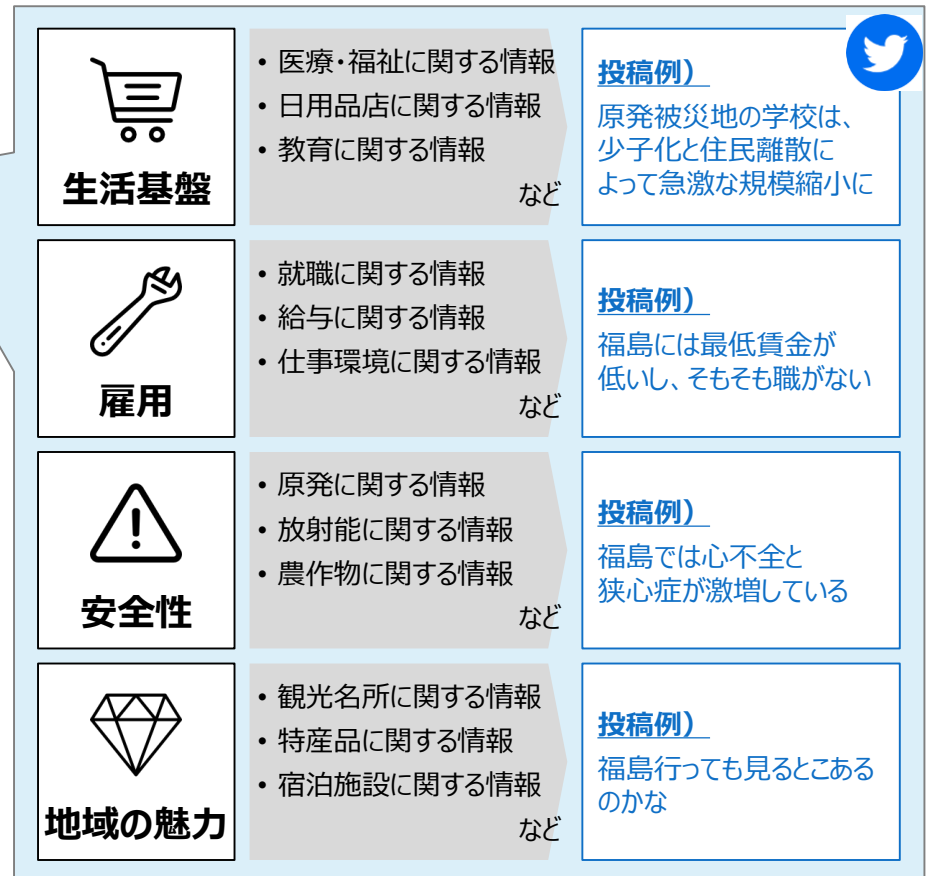 生活基盤
• 医療・福祉に関する情報
• 日用品店に関する情報
• 教育に関する情報
など
投稿例）
原発被災地の学校は、
少子化と住民離散に
よって急激な規模縮小に
雇用
• 就職に関する情報
• 給与に関する情報
• 仕事環境に関する情報
など
投稿例）
福島には最低賃金が
低いし、そもそも職がない
安全性
• 原発に関する情報
• 放射能に関する情報
• 農作物に関する情報
など
投稿例）
福島では心不全と
狭心症が激増している
地域の魅力
• 観光名所に関する情報
• 特産品に関する情報
• 宿泊施設に関する情報
など
投稿例）
福島行っても見るとこある
のかな